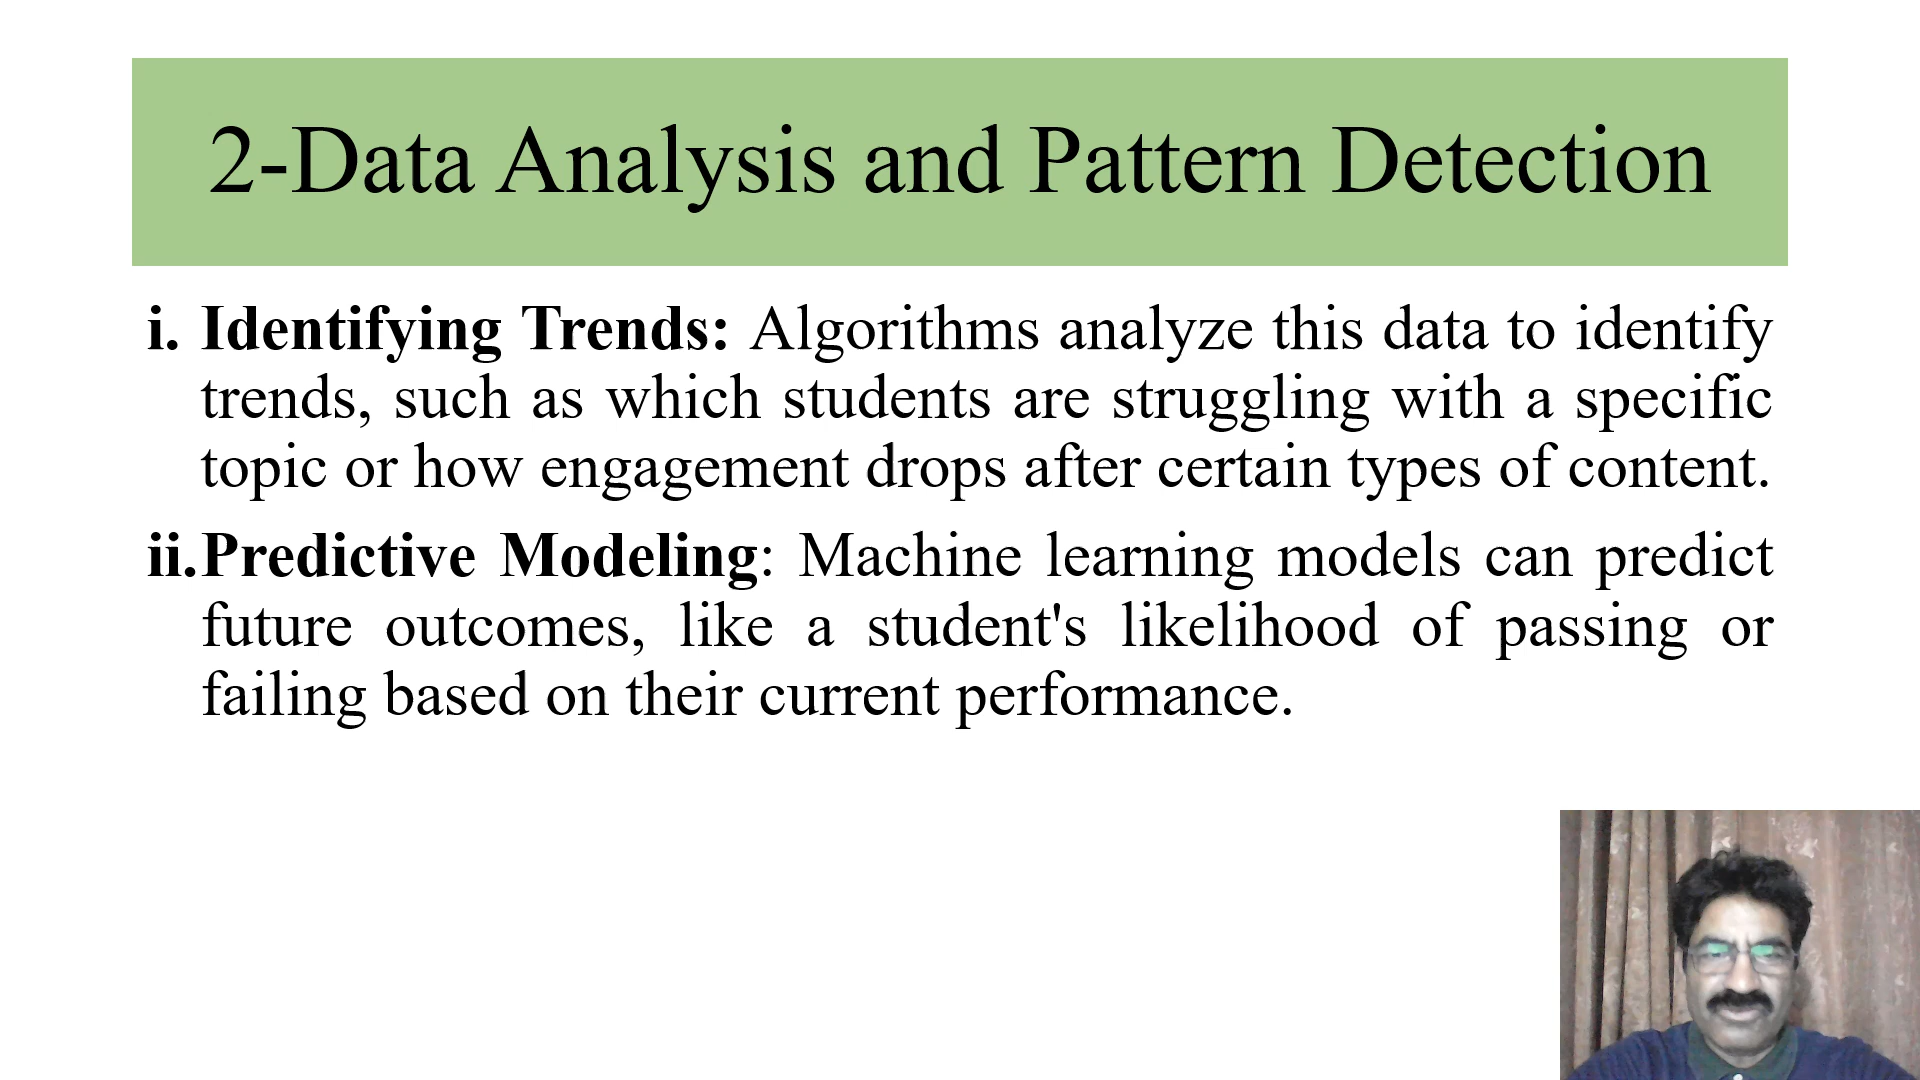 2-Data Analysis and Pattern Detection
i. Identifying Trends: Algorithms analyze this data to identify
trends, such as which students are struggling with a specific
topic or how engagement drops after certain types of content.
ii.Predictive Modeling: Machine learning models can predict
future outcomes, like a student's likelihood of passing or
failing based on their current performance.